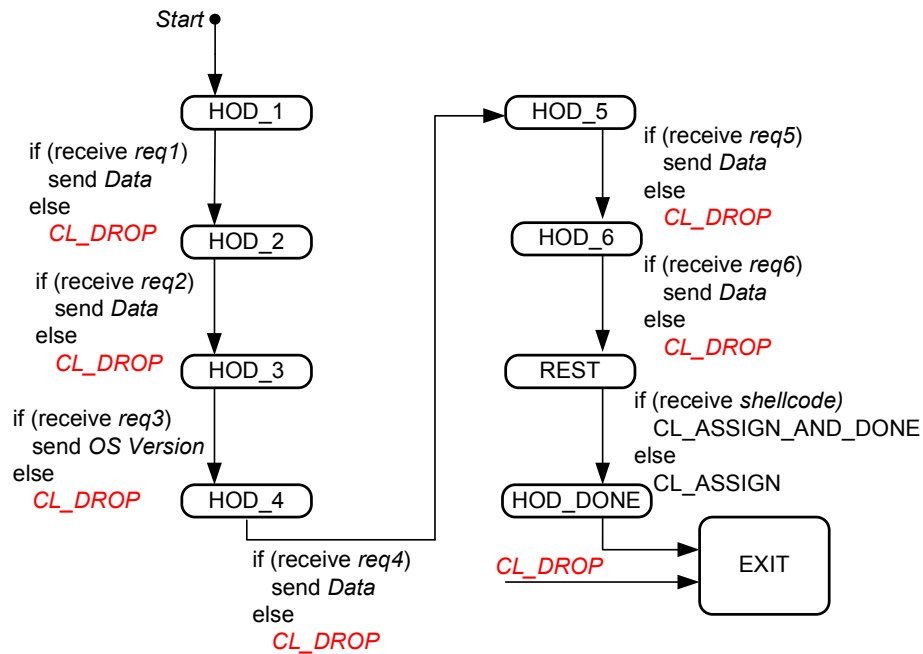 Start
HOD_1
if (receive req1)
send Data
else
CL_DROP
HOD_2
if (receive req2)
send Data
else
CL_DROP
HOD_3
if (receive req3)
send OS Version
else
CL_DROP
HOD_4
if (receive req4)
send Data
else
CL_DROP
HOD_5
if (receive req5)
send Data
else
CL_DROP
HOD_6
if (receive req6)
send Data
else
CL_DROP
REST
if (receive shellcode)
CL_ASSIGN_AND_DONE
else
CL_ASSIGN
HOD_DONE
CL_DROP
EXIT